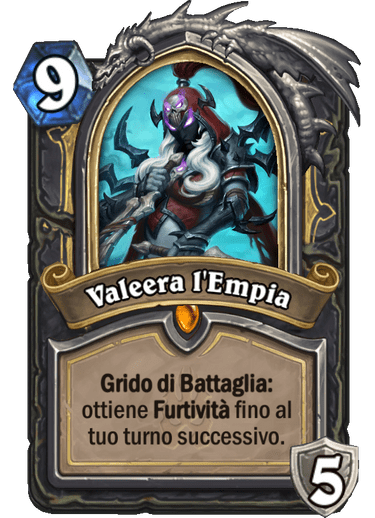 9
Valeera l'Empia
Grido di Battaglia:
ottiene Furtività fino al
tuo turno successivo.
5